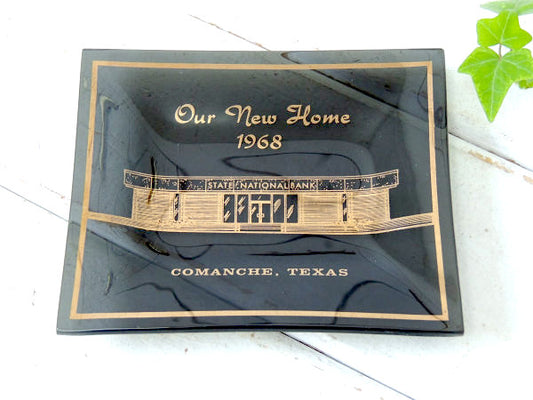 Our New Home
1968
STATE NATIONAL BANK
COMANCHE, TEXAS